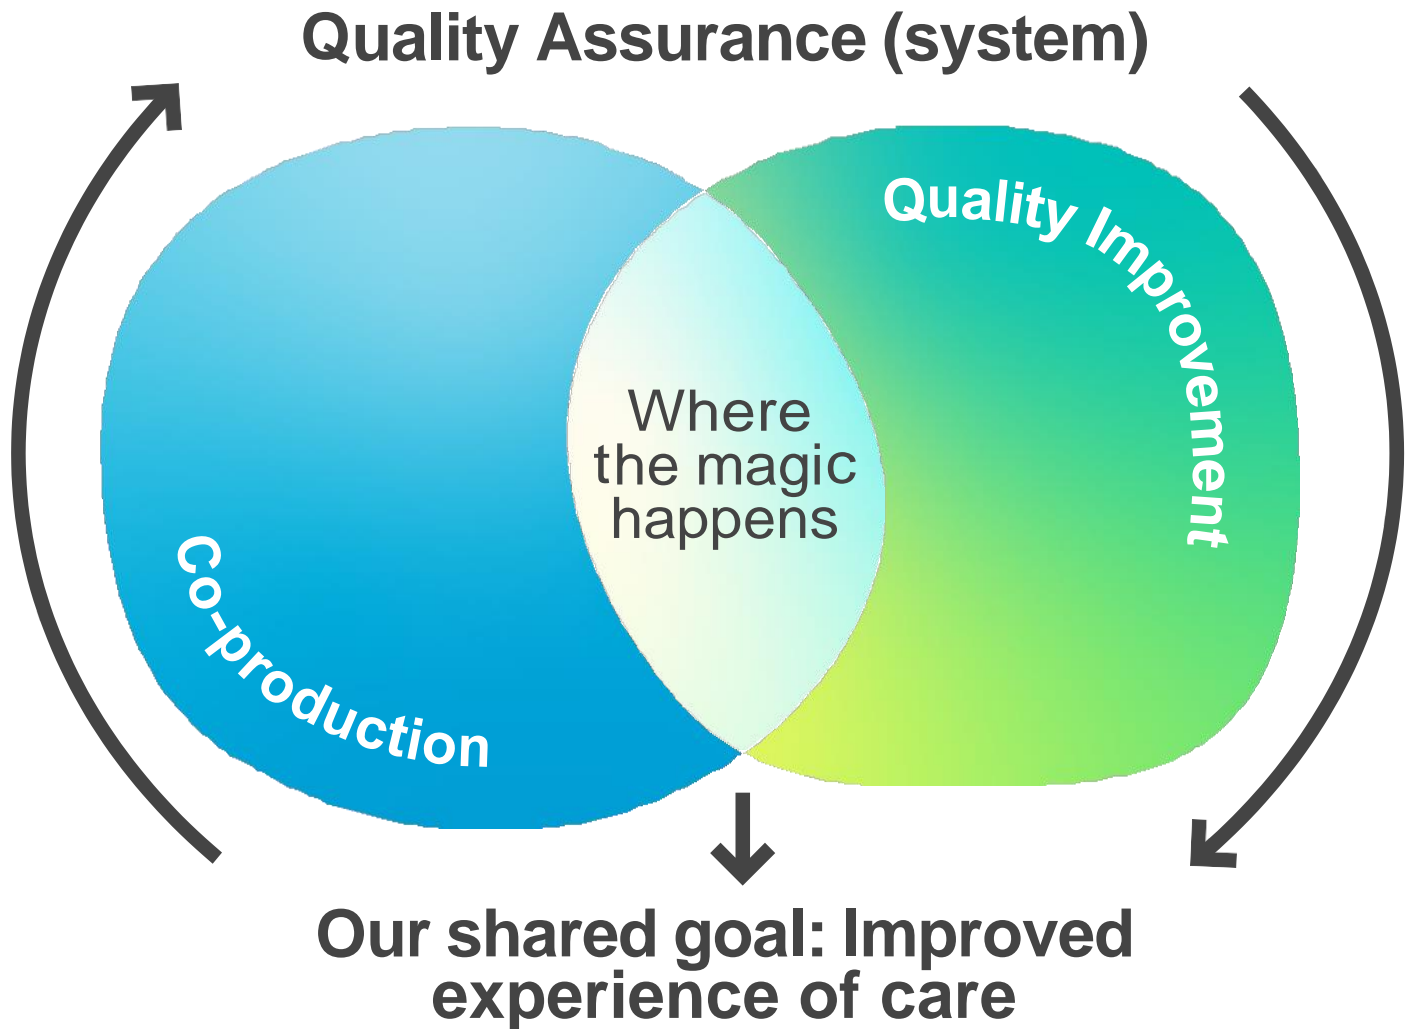 Quality Assurance (system)
Quality Improvement
Where
the magic
happens
Co-production
Our shared goal: Improved
experience of care